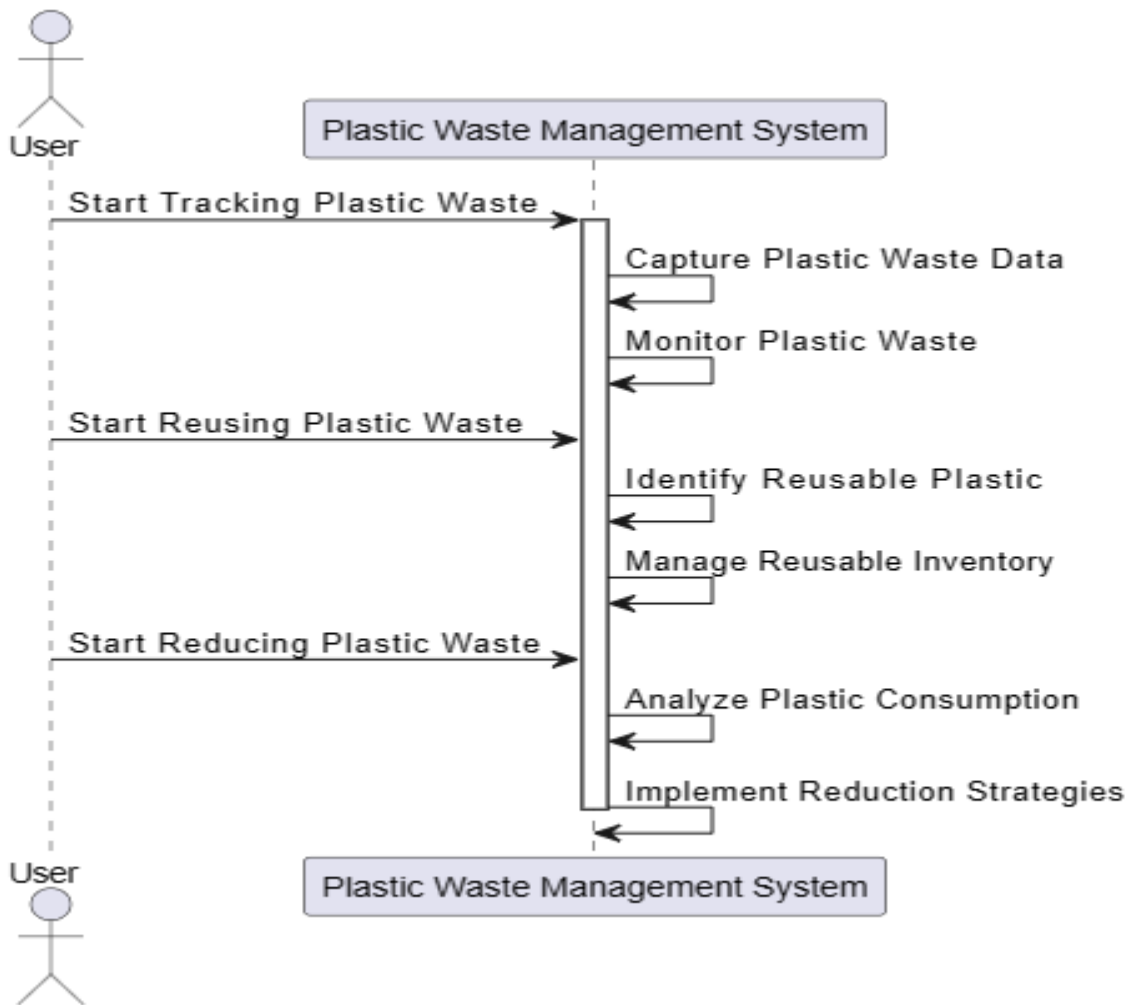 User
Plastic Waste Management System
Start Tracking Plastic Waste
Capture Plastic Waste Data
Monitor Plastic Waste
Start Reusing Plastic Waste
Identify Reusable Plastic
Manage Reusable Inventory
Start Reducing Plastic Waste
Analyze Plastic Consumption
Implement Reduction Strategies
User
Plastic Waste Management System